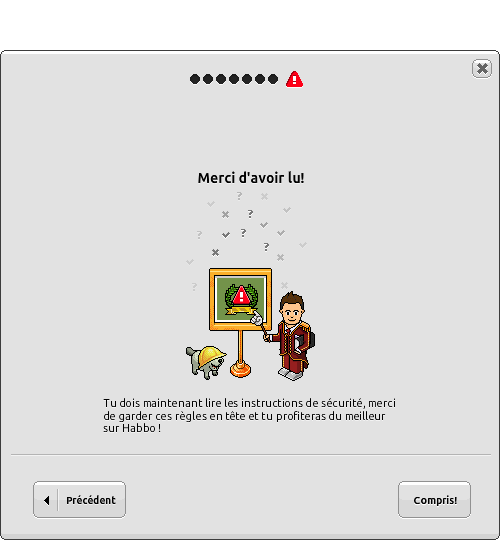 Merci d'avoir lu!
Tu dois maintenant lire les instructions de sécurité, merci
de garder ces règles en tête et tu profiteras du meilleur
sur Habbo !
Précédent
Compris!